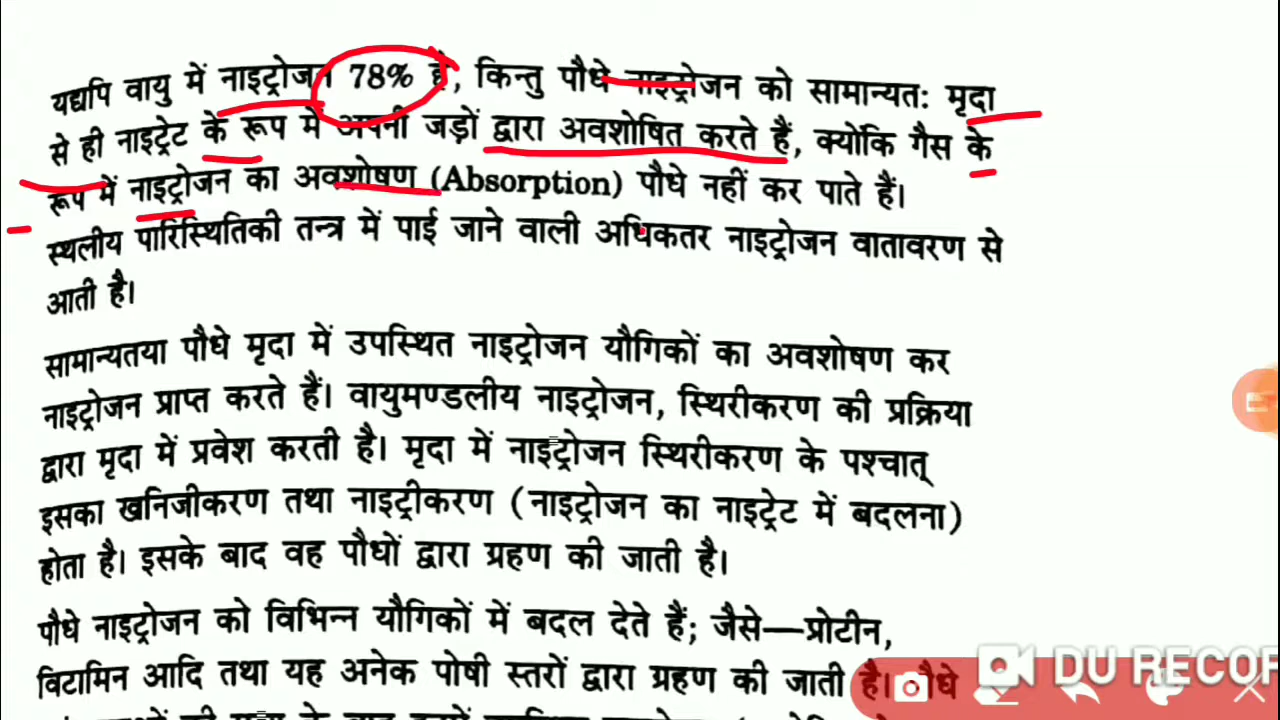 यद्यपि वायु में नाइट्रोजन 78% है, किन्तु पौधे नाइट्रोजन को सामान्यतः मृदा
से ही नाइट्रेट के रूप में अपनी जड़ों द्वारा अवशोषित करते हैं, क्योकि गैस के
रूप में नाइट्रोजन का अवशोषण (Absorption) पौधे नहीं कर पाते हैं।
स्थलीय पारिस्थितिकी तन्त्र में पाई जाने वाली अधिकतर नाइट्रोजन वातावरण से
आती है।
सामान्यतया पौधे मृदा में उपस्थित नाइट्रोजन यौगिकों का अवशोषण कर
नाइट्रोजन प्राप्त करते हैं। वायुमण्डलीय नाइट्रोजन, स्थिरीकरण की प्रक्रिया
द्वारा मृदा में प्रवेश करती है। मृदा में नाइट्रोजन स्थिरीकरण के पश्चात्
इसका खनिजीकरण तथा नाइट्रीकरण (नाइट्रोजन का नाइट्रेट में बदलना)
होता है। इसके बाद वह पौधों द्वारा ग्रहण की जाती है।
पौधे नाइट्रोजन को विभिन्न यौगिकों में बदल देते हैं; जैसे—प्रोटीन,
विटामिन आदि तथा यह अनेक पोषी स्तरों द्वारा ग्रहण की जाती है। पौधे
DU RECOR